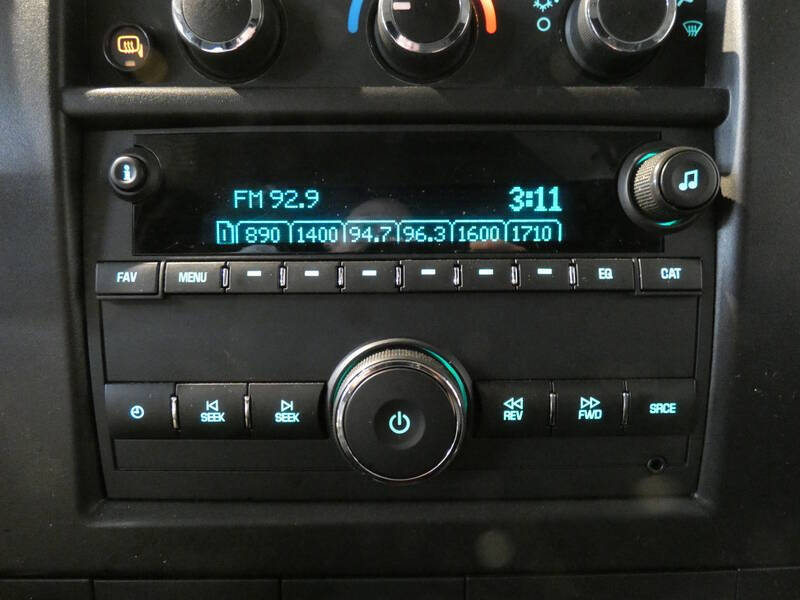 i
FM 92.9 3:11
1 890 1400 94.7 96.3 1600 1710
FAV MENU EQ CAT
SEEK SEEK REV FWD SRCE